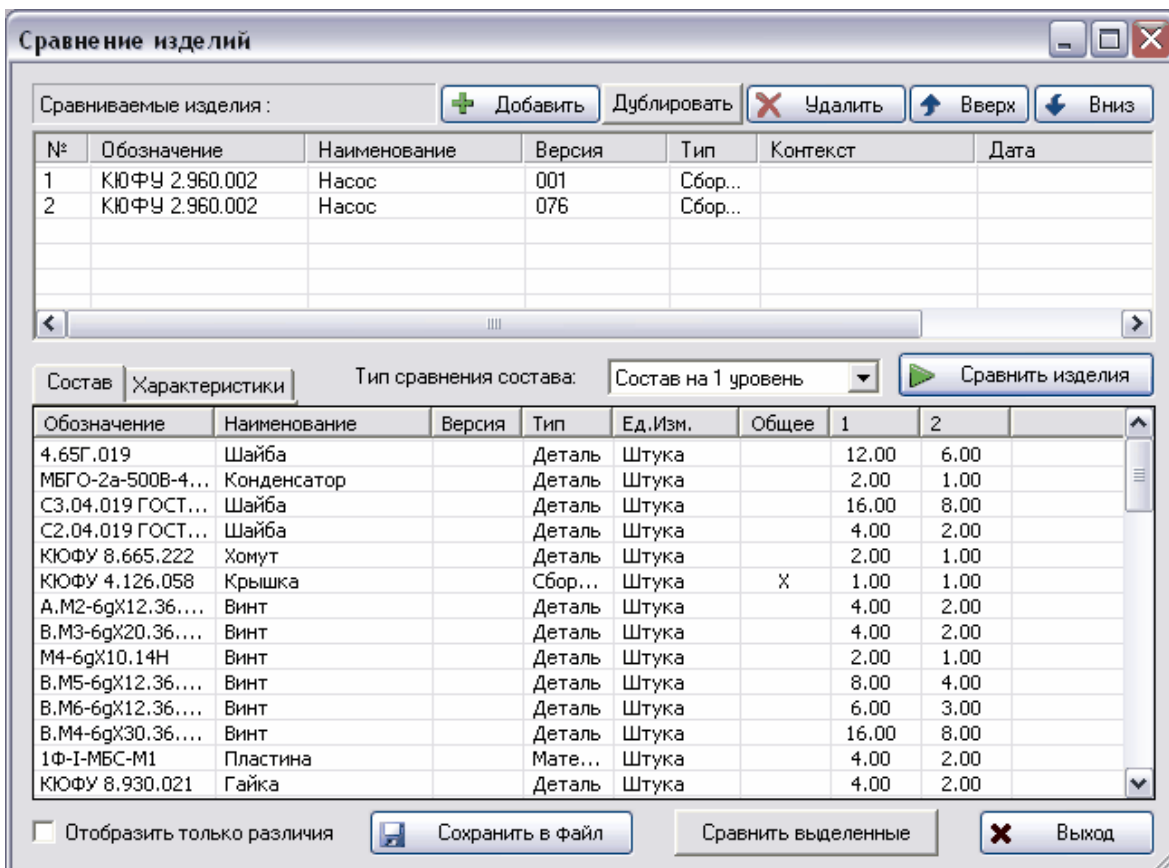 Сравнение изделий
Сравниваемые изделия : Добавить Дублировать Удалить Вверх Вниз
№ Обозначение Наименование Версия Тип Контекст Дата
1 КЮФУ 2.960.002 Насос 001 Сбор...
2 КЮФУ 2.960.002 Насос 076 Сбор...
Состав Характеристики Тип сравнения состава: Состав на 1 уровень Сравнить изделия
Обозначение Наименование Версия Тип Ед.Изм. Общее 1 2
4.65Г.019 Шайба Деталь Штука 12.00 6.00
МБГО-2а-500В-4... Конденсатор Деталь Штука 2.00 1.00
С3.04.019 ГОСТ... Шайба Деталь Штука 16.00 8.00
С2.04.019 ГОСТ... Шайба Деталь Штука 4.00 2.00
КЮФУ 8.665.222 Хомут Деталь Штука 2.00 1.00
КЮФУ 4.126.058 Крышка Сбор... Штука X 1.00 1.00
А.М2-6gХ12.36.... Винт Деталь Штука 4.00 2.00
В.М3-6gХ20.36.... Винт Деталь Штука 4.00 2.00
М4-6gХ10.14Н Винт Деталь Штука 2.00 1.00
В.М5-6gХ12.36.... Винт Деталь Штука 8.00 4.00
В.М6-6gХ12.36.... Винт Деталь Штука 6.00 3.00
В.М4-6gХ30.36.... Винт Деталь Штука 16.00 8.00
1Ф-I-МБС-М1 Пластина Мате... Штука 4.00 2.00
КЮФУ 8.930.021 Гайка Деталь Штука 4.00 2.00
Отобразить только различия Сохранить в файл Сравнить выделенные Выход